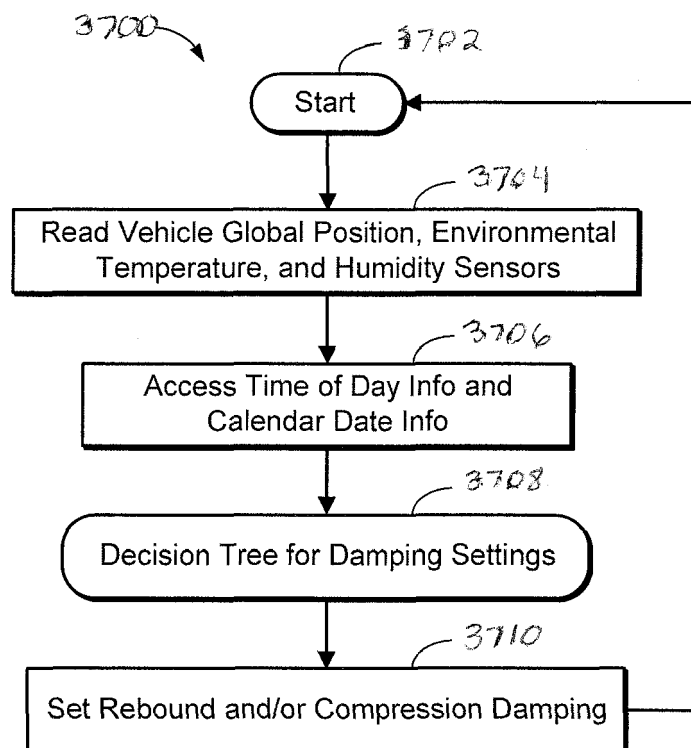 3700
3702
Start
3704
Read Vehicle Global Position, Environmental
Temperature, and Humidity Sensors
3706
Access Time of Day Info and
Calendar Date Info
3708
Decision Tree for Damping Settings
3710
Set Rebound and/or Compression Damping